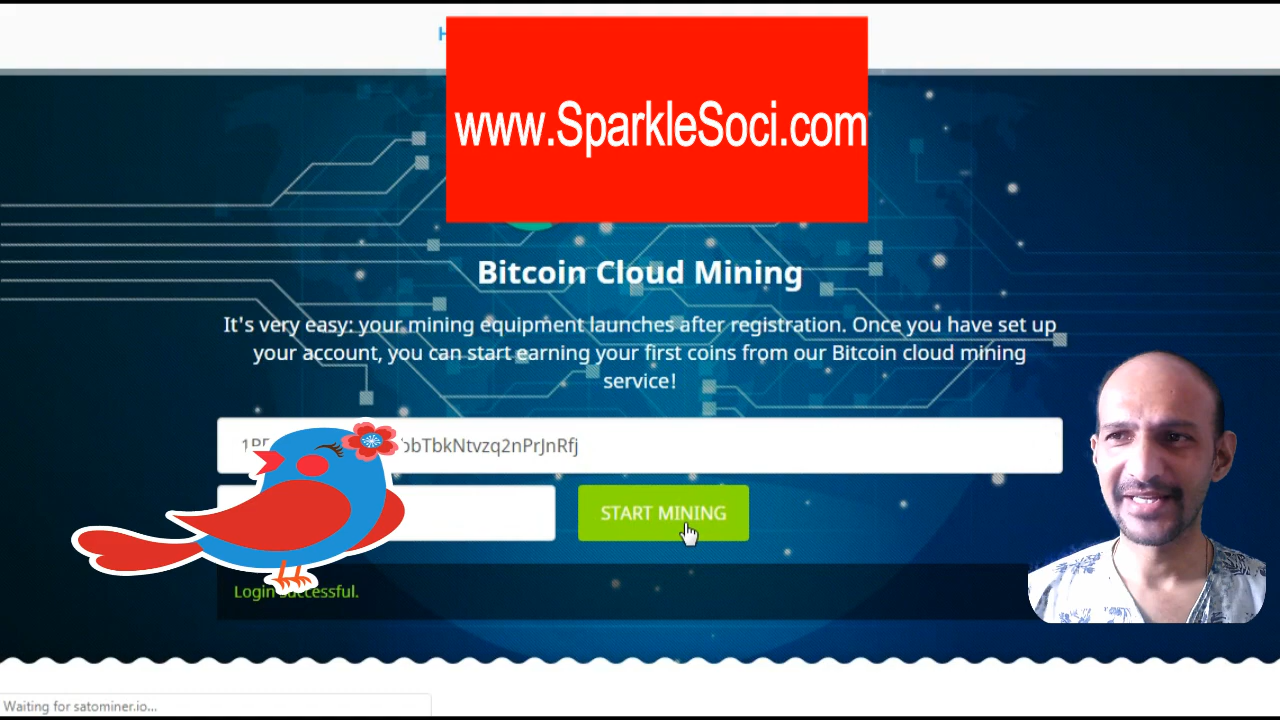 H
www.SparkleSoci.com
Bitcoin Cloud Mining
It's very easy: your mining equipment launches after registration. Once you have set up
your account, you can start earning your first coins from our Bitcoin cloud mining
service!
bTbkNtvzq2nPrJnRfj
START MINING
Login successful.
Waiting for satominer.io...